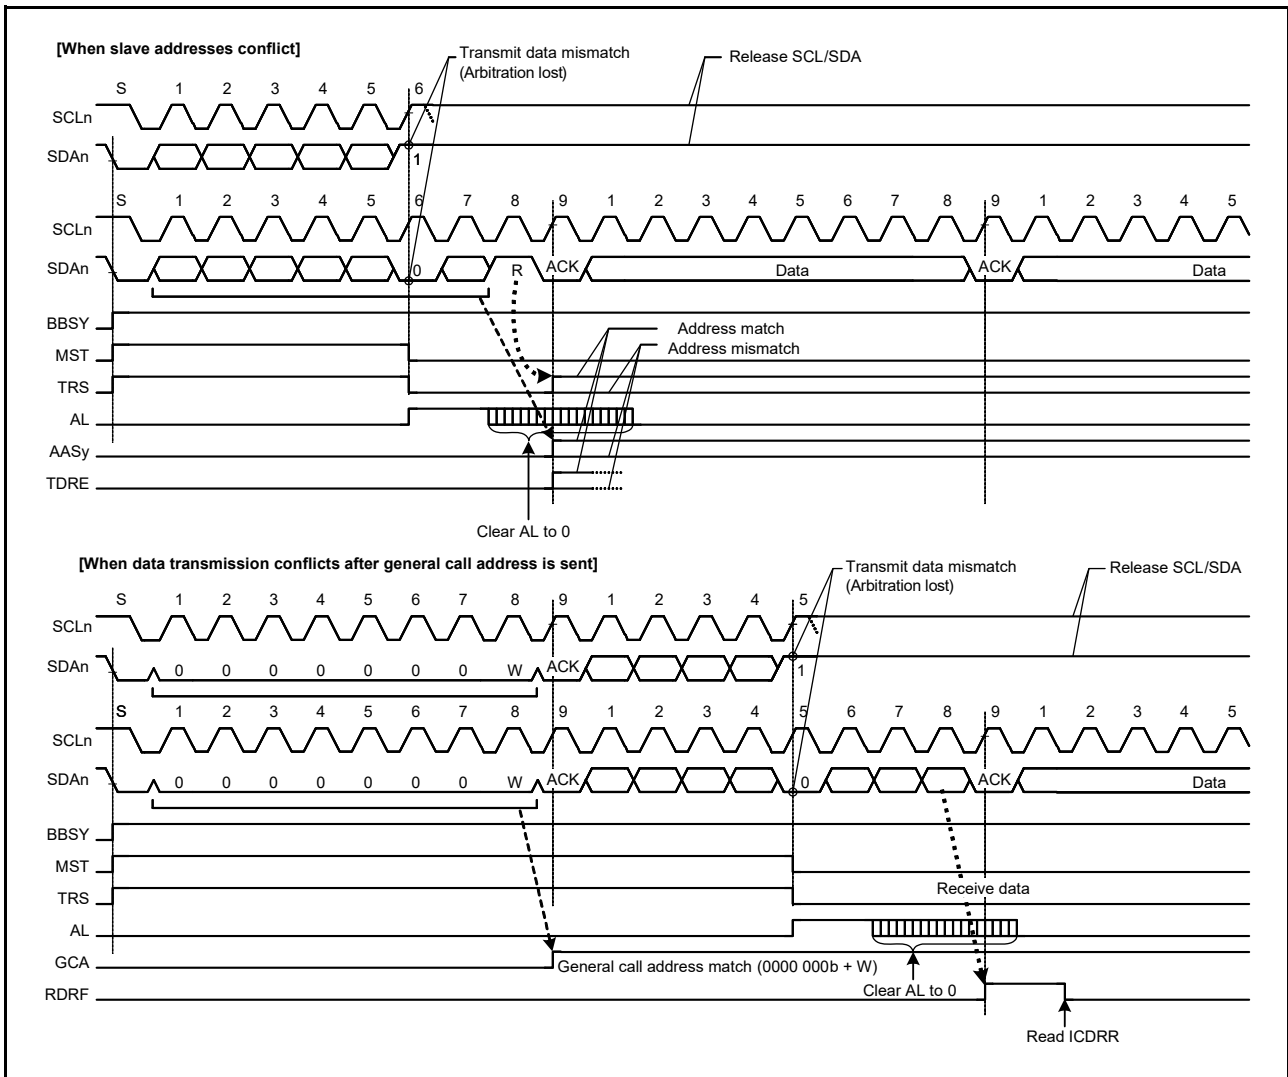 [When slave addresses conflict]
Transmit data mismatch
(Arbitration lost)
Release SCL/SDA
S 1 2 3 4 5 6
SCLn
SDAn
1
S 1 2 3 4 5 6 7 8 9 1 2 3 4 5 6 7 8 9 1 2 3 4 5
SCLn
SDAn 0 R ACK Data ACK Data
BBSY
Address match
MST
Address mismatch
TRS
AL
AASy
TDRE
Clear AL to 0
[When data transmission conflicts after general call address is sent]
Transmit data mismatch
(Arbitration lost)
Release SCL/SDA
S 1 2 3 4 5 6 7 8 9 1 2 3 4 5
SCLn
SDAn 0 0 0 0 0 0 0 W ACK 1
S 1 2 3 4 5 6 7 8 9 1 2 3 4 5 6 7 8 9 1 2 3 4 5
SCLn
SDAn 0 0 0 0 0 0 0 W ACK 0 ACK Data
BBSY
MST
TRS
Receive data
AL
GCA
General call address match (0000 000b + W)
Clear AL to 0
RDRF
Read ICDRR